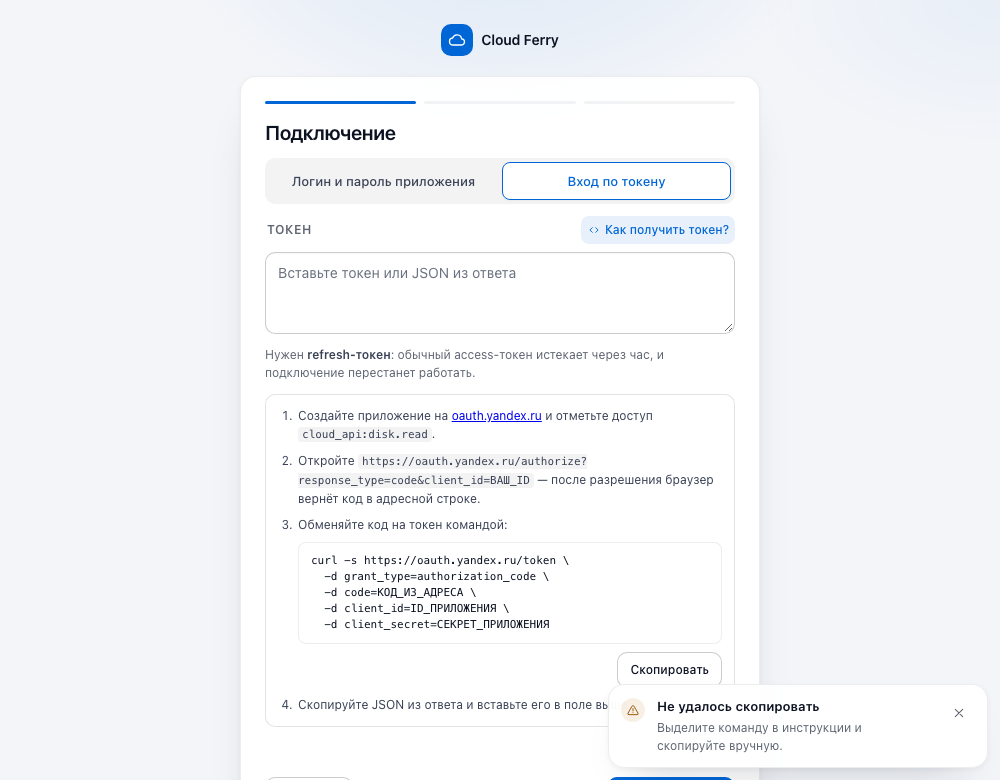 Cloud Ferry
Подключение
Логин и пароль приложения
Вход по токену
ТОКЕН
<> Как получить токен?
Вставьте токен или JSON из ответа
Нужен refresh-токен: обычный access-токен истекает через час, и
подключение перестанет работать.
1. Создайте приложение на oauth.yandex.ru и отметьте доступ
cloud_api:disk.read.
2. Откройте https://oauth.yandex.ru/authorize?
response_type=code&client_id=ВАШ_ID — после разрешения браузер
вернёт код в адресной строке.
3. Обменяйте код на токен командой:
curl -s https://oauth.yandex.ru/token \
-d grant_type=authorization_code \
-d code=КОД_ИЗ_АДРЕСА \
-d client_id=ID_ПРИЛОЖЕНИЯ \
-d client_secret=СЕКРЕТ_ПРИЛОЖЕНИЯ
Скопировать
4. Скопируйте JSON из ответа и вставьте его в поле
Не удалось скопировать
Выделите команду в инструкции и
скопируйте вручную.